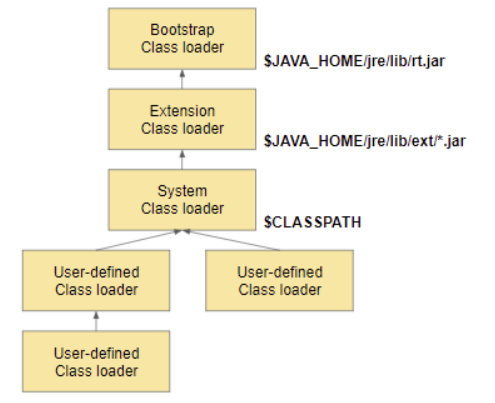 Bootstrap
Class loader
$JAVA_HOME/jre/lib/rt.jar
Extension
Class loader
$JAVA_HOME/jre/lib/ext/*.jar
System
Class loader
$CLASSPATH
User-defined
Class loader
User-defined
Class loader
User-defined
Class loader